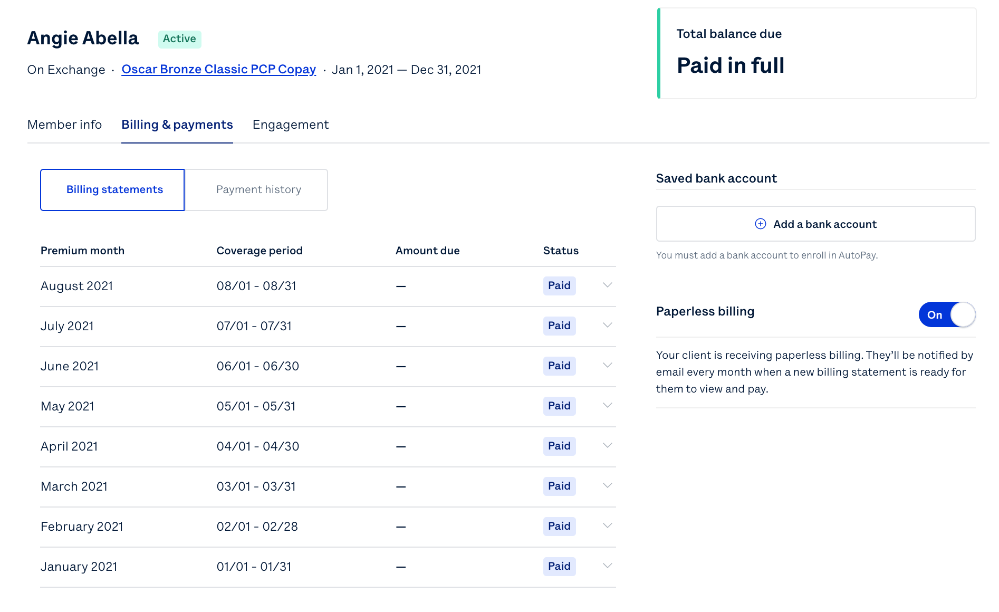 Angie Abella Active
On Exchange · Oscar Bronze Classic PCP Copay · Jan 1, 2021 — Dec 31, 2021
Total balance due
Paid in full
Member info Billing & payments Engagement
Billing statements Payment history
Premium month Coverage period Amount due Status
August 2021 08/01 - 08/31 — Paid
July 2021 07/01 - 07/31 — Paid
June 2021 06/01 - 06/30 — Paid
May 2021 05/01 - 05/31 — Paid
April 2021 04/01 - 04/30 — Paid
March 2021 03/01 - 03/31 — Paid
February 2021 02/01 - 02/28 — Paid
January 2021 01/01 - 01/31 — Paid
Saved bank account
Add a bank account
You must add a bank account to enroll in AutoPay.
Paperless billing On
Your client is receiving paperless billing. They’ll be notified by
email every month when a new billing statement is ready for
them to view and pay.